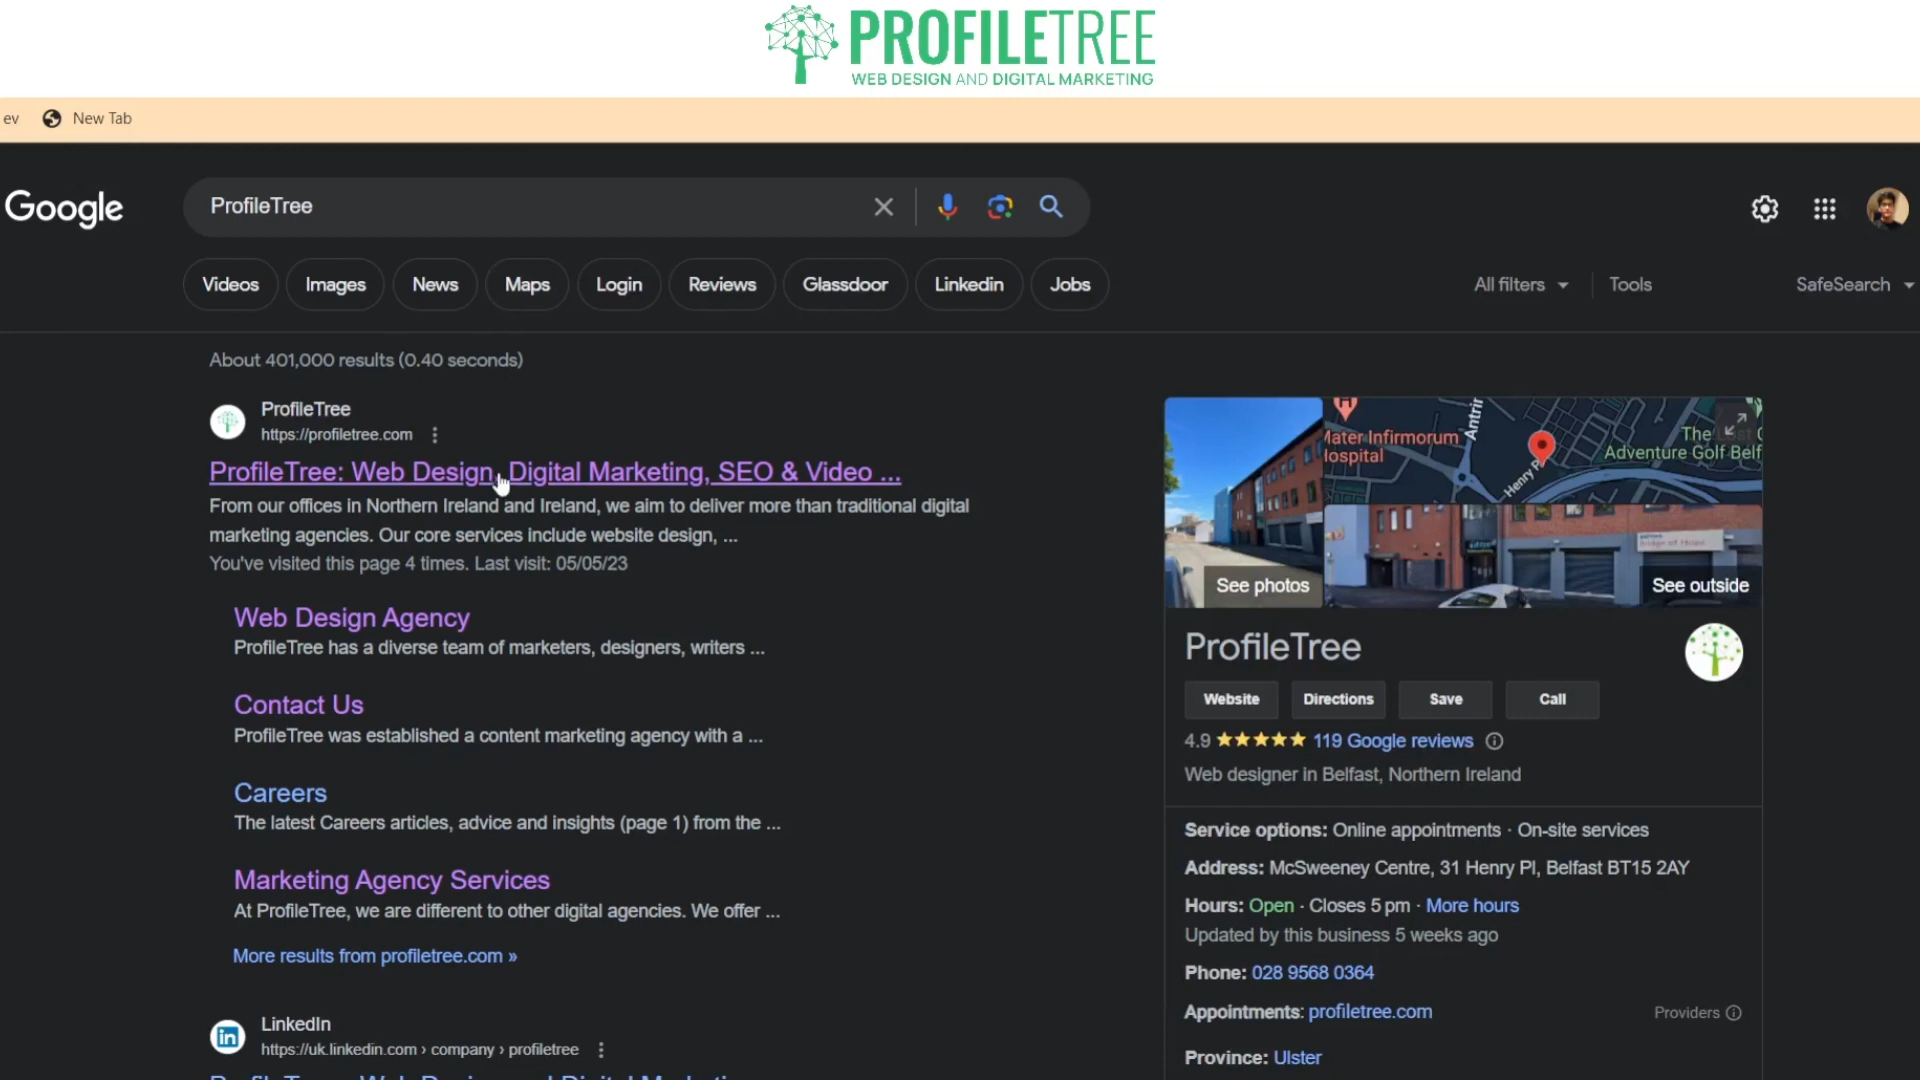 PROFILETREE
WEB DESIGN AND DIGITAL MARKETING
ev New Tab
Google
ProfileTree
Videos Images News Maps Login Reviews Glassdoor Linkedin Jobs All filters Tools SafeSearch
About 401,000 results (0.40 seconds)
ProfileTree
https://profiletree.com
ProfileTree: Web Design, Digital Marketing, SEO & Video ...
From our offices in Northern Ireland and Ireland, we aim to deliver more than traditional digital
marketing agencies. Our core services include website design, ...
You've visited this page 4 times. Last visit: 05/05/23
Web Design Agency
ProfileTree has a diverse team of marketers, designers, writers ...
Contact Us
ProfileTree was established a content marketing agency with a ...
Careers
The latest Careers articles, advice and insights (page 1) from the ...
Marketing Agency Services
At ProfileTree, we are different to other digital agencies. We offer ...
More results from profiletree.com »
LinkedIn
https://uk.linkedin.com › company › profiletree
Mater Infirmorum
Hospital
Antrim
Henry Pl
The
Adventure Golf Belf
See photos
See outside
ProfileTree
Website Directions Save Call
4.9 ★★★★★ 119 Google reviews
Web designer in Belfast, Northern Ireland
Service options: Online appointments · On-site services
Address: McSweeney Centre, 31 Henry Pl, Belfast BT15 2AY
Hours: Open · Closes 5 pm · More hours
Updated by this business 5 weeks ago
Phone: 028 9568 0364
Appointments: profiletree.com Providers
Province: Ulster